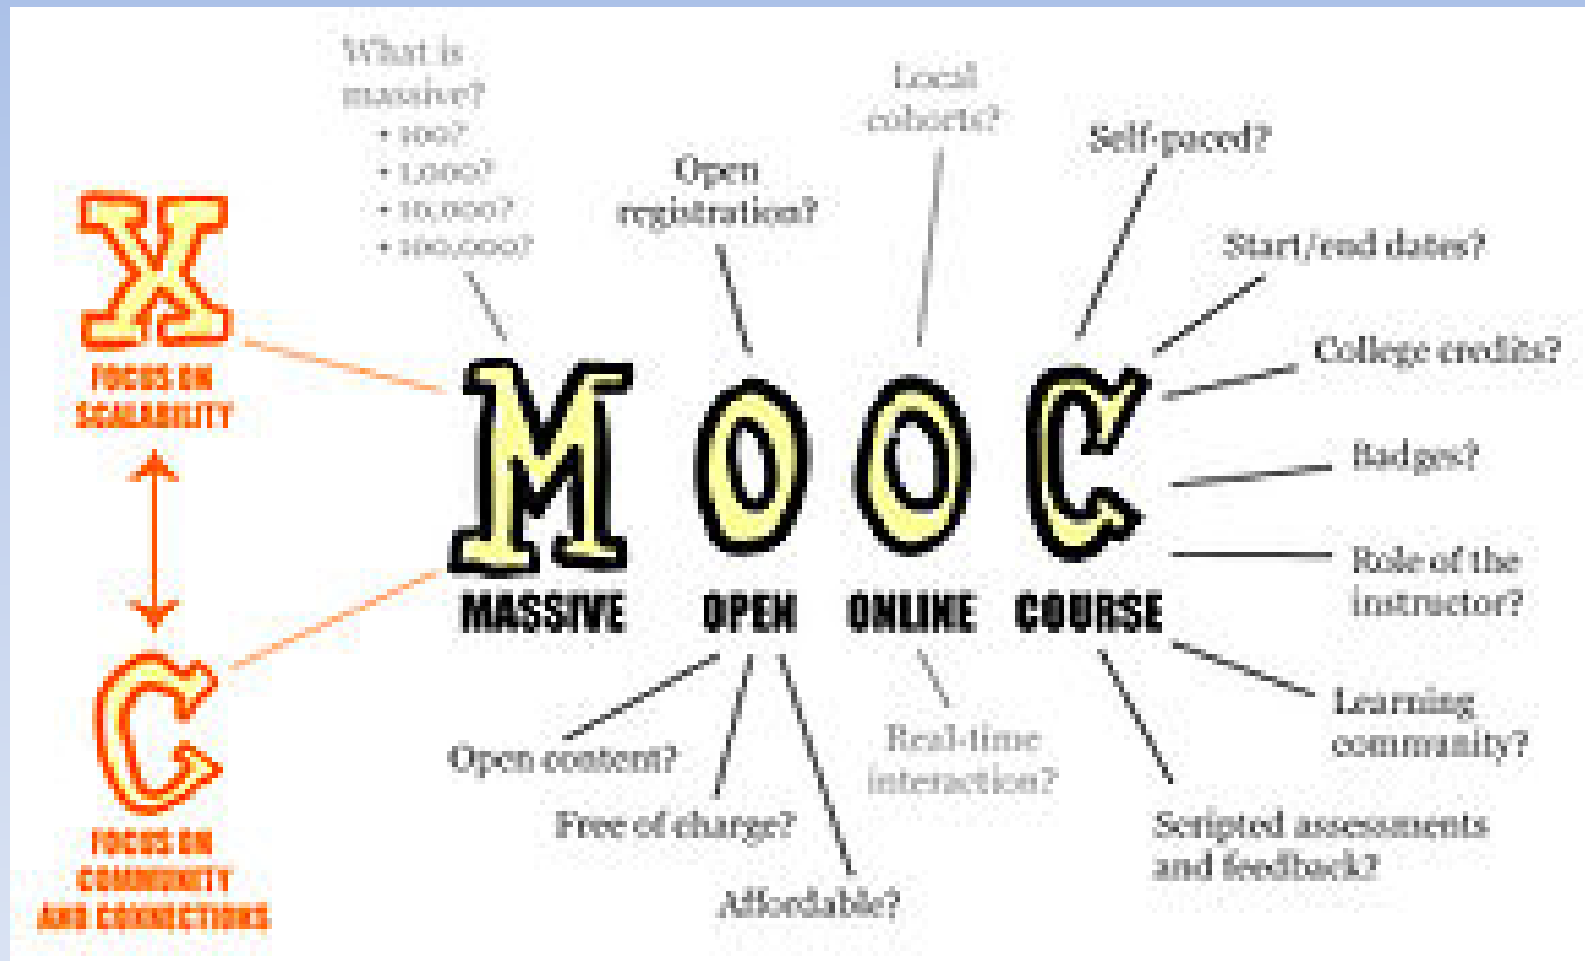 What is
massive?
• 100?
• 1,000?
• 10,000?
• 100,000?
Open
registration?
Local
cohorts?
Self-paced?
Start/end dates?
College credits?
Badges?
Role of the
instructor?
Learning
community?
Scripted assessments
and feedback?
X
FOCUS ON
SCALABILITY
C
FOCUS ON
COMMUNITY
AND CONNECTIONS
MOOC
MASSIVE OPEN ONLINE COURSE
Open content?
Free of charge?
Affordable?
Real-time
interaction?